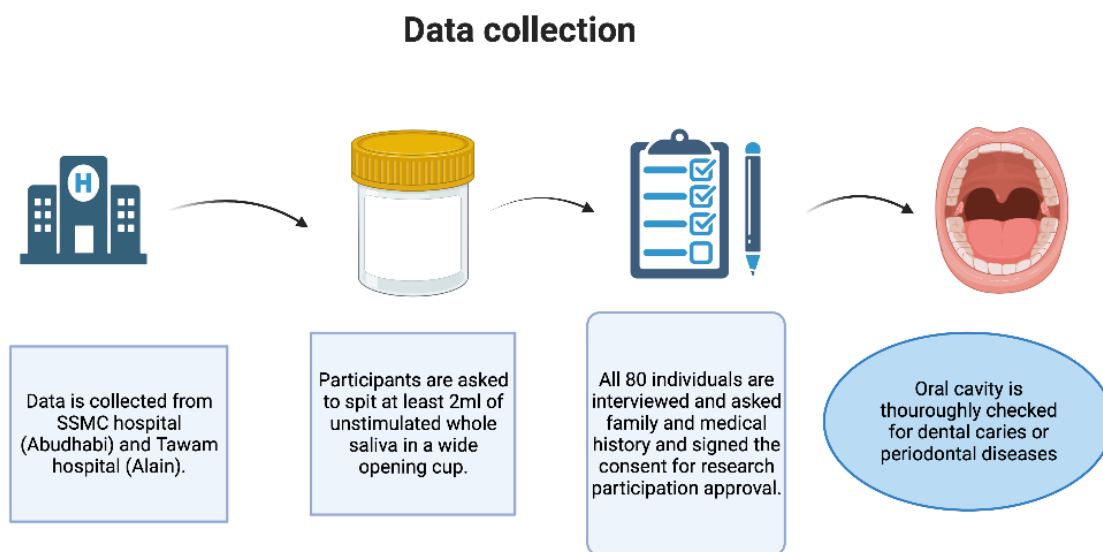 Data collection
H
Data is collected from
SSMC hospital
(Abudhabi) and Tawam
hospital (Alain).
Participants are asked
to spit at least 2ml of
unstimulated whole
saliva in a wide
opening cup.
All 80 individuals are
interviewed and asked
family and medical
history and signed the
consent for research
participation approval.
Oral cavity is
thouroughly checked
for dental caries or
periodontal diseases